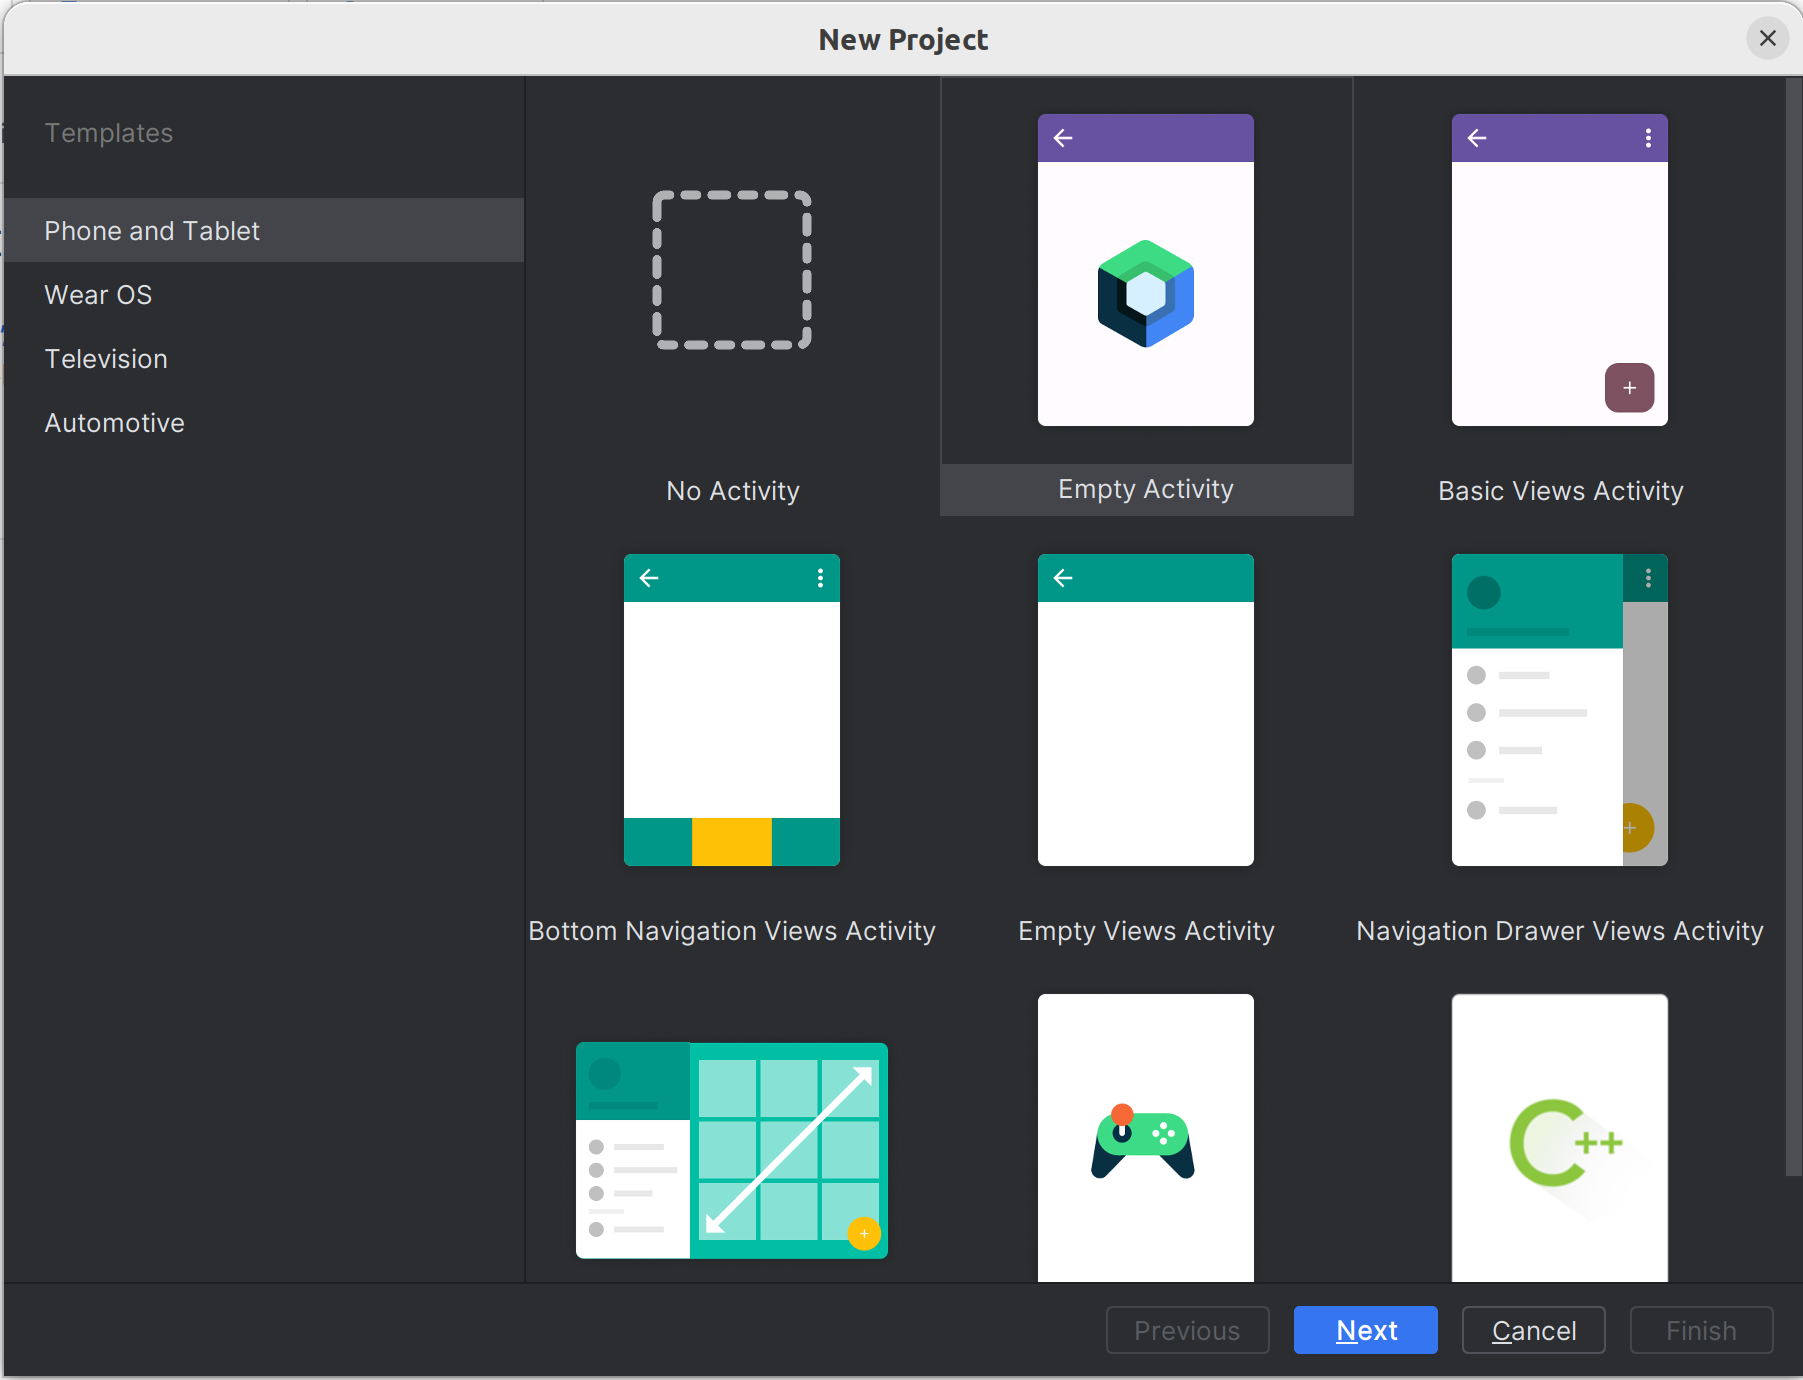 New Project
Templates
Phone and Tablet
Wear OS
Television
Automotive
No Activity
Empty Activity
Basic Views Activity
Bottom Navigation Views Activity
Empty Views Activity
Navigation Drawer Views Activity
C++
Previous
Next
Cancel
Finish